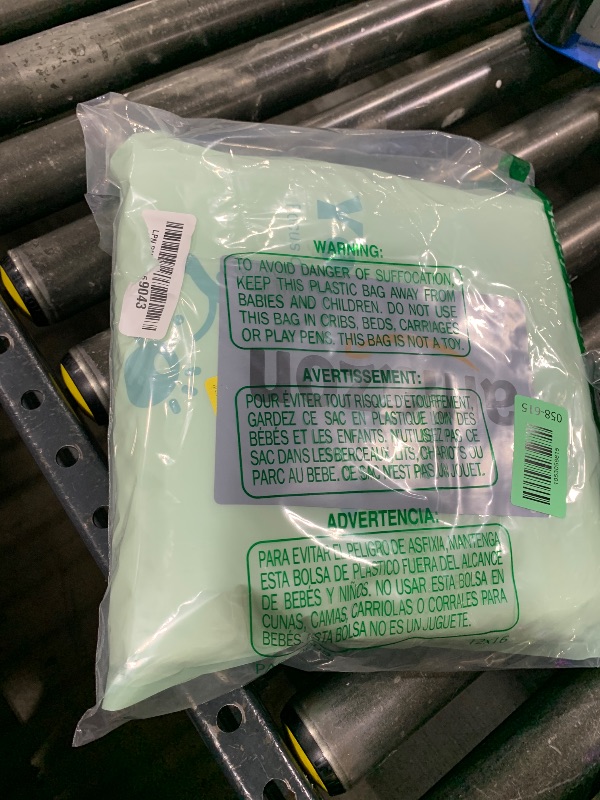 WARNING:
TO AVOID DANGER OF SUFFOCATION,
KEEP THIS PLASTIC BAG AWAY FROM
BABIES AND CHILDREN. DO NOT USE
THIS BAG IN CRIBS, BEDS, CARRIAGES
OR PLAY PENS. THIS BAG IS NOT A TOY.
AVERTISSEMENT:
POUR ÉVITER TOUT RISQUE D'ÉTOUFFEMENT,
GARDEZ CE SAC EN PLASTIQUE LOIN DES
BÉBÉS ET LES ENFANTS. N'UTILISEZ PAS CE
SAC DANS LES BERCEAUX, LITS, CHARIOTS OU
PARC AU BEBE. CE SAC N'EST PAS UN JOUET.
ADVERTENCIA:
PARA EVITAR EL PELIGRO DE ASFIXIA, MANTENGA
ESTA BOLSA DE PLASTICO FUERA DEL ALCANCE
DE BEBÉS Y NIÑOS. NO USAR ESTA BOLSA EN
CUNAS, CAMAS, CARRIOLAS O CORRALES PARA
BEBÉS. ESTA BOLSA NO ES UN JUGUETE.
12X16
LPN
59043
058-615